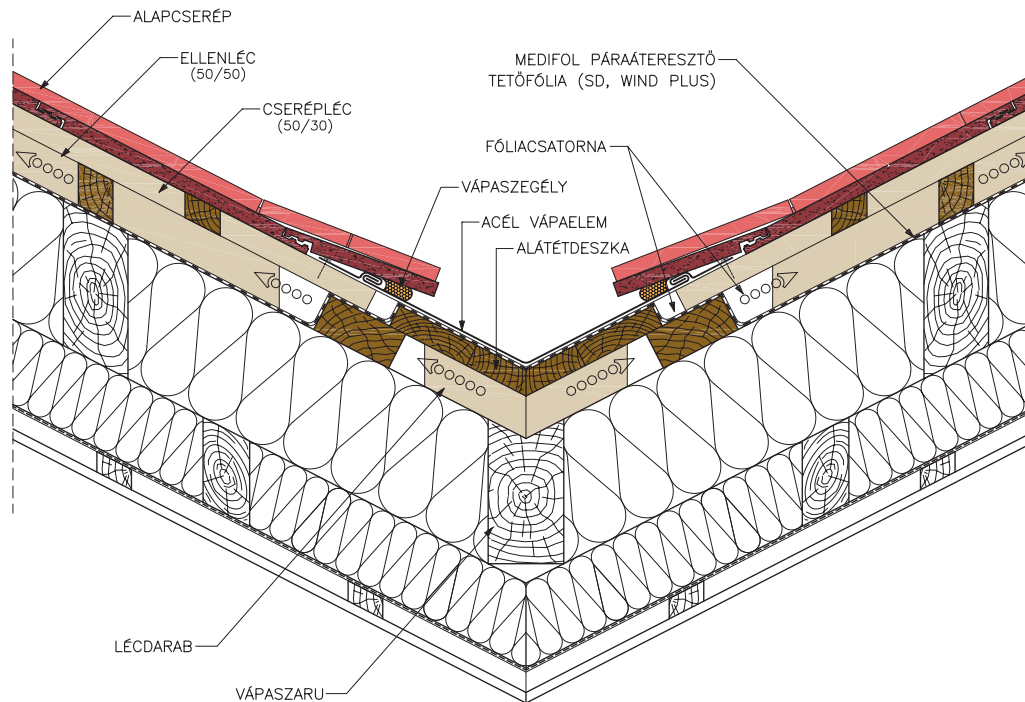 ALAPCSERÉP
ELLENLÉC
(50/50)
CSERÉPLÉC
(50/30)
MEDIFOL PÁRAÁTERESZTŐ
TETŐFÓLIA (SD, WIND PLUS)
FÓLIACSATORNA
VÁPASZEGÉLY
ACÉL VÁPAELEM
ALÁTÉTDESZKA
LÉCDARAB
VÁPASZARU